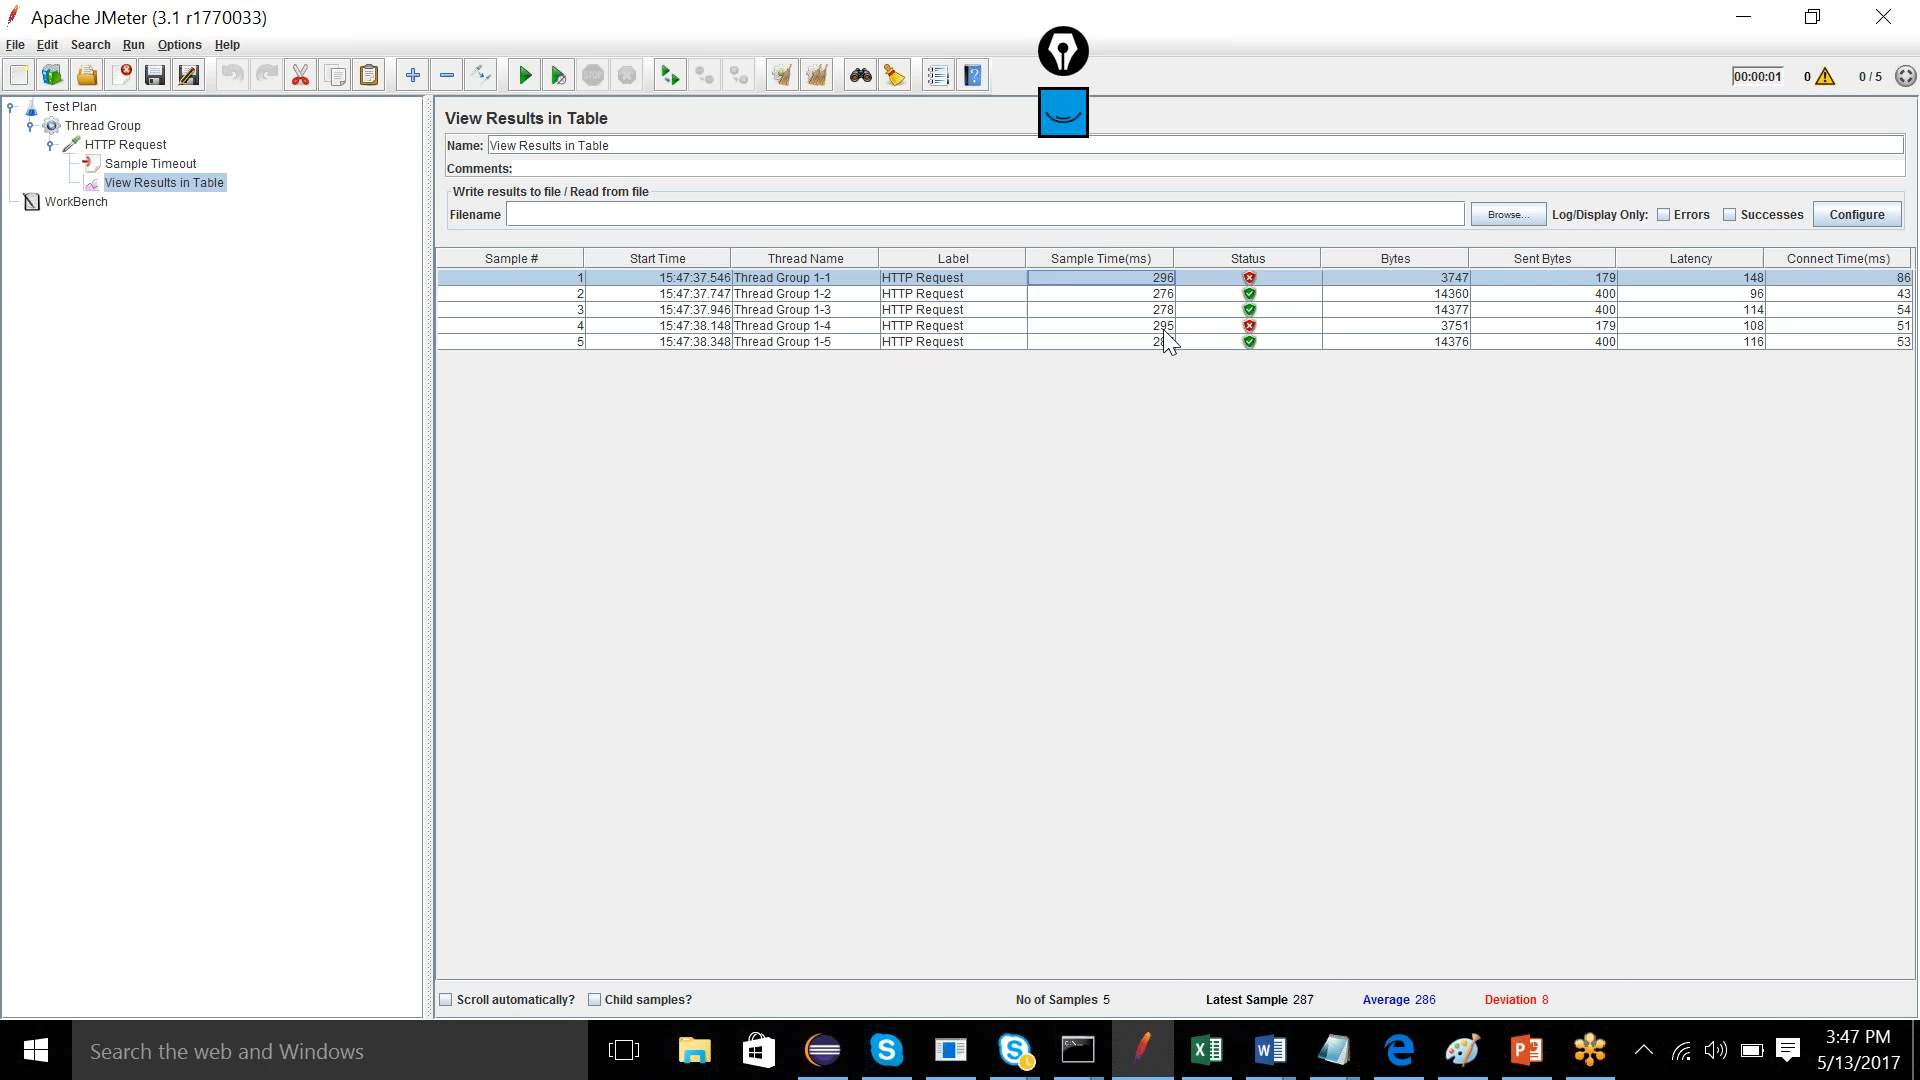 Apache JMeter (3.1 r1770033)
File Edit Search Run Options Help
00:00:01 0 0 / 5
Test Plan
Thread Group
HTTP Request
Sample Timeout
View Results in Table
WorkBench
View Results in Table
Name: View Results in Table
Comments:
Write results to file / Read from file
Filename Browse... Log/Display Only: Errors Successes Configure
Sample # Start Time Thread Name Label Sample Time(ms) Status Bytes Sent Bytes Latency Connect Time(ms)
1 15:47:37.546 Thread Group 1-1 HTTP Request 296 3747 179 148 86
2 15:47:37.747 Thread Group 1-2 HTTP Request 276 14360 400 96 43
3 15:47:37.946 Thread Group 1-3 HTTP Request 278 14377 400 114 54
4 15:47:38.148 Thread Group 1-4 HTTP Request 295 3751 179 108 51
5 15:47:38.348 Thread Group 1-5 HTTP Request 14376 400 116 53
Scroll automatically? Child samples? No of Samples 5 Latest Sample 287 Average 286 Deviation 8
Search the web and Windows
3:47 PM
5/13/2017